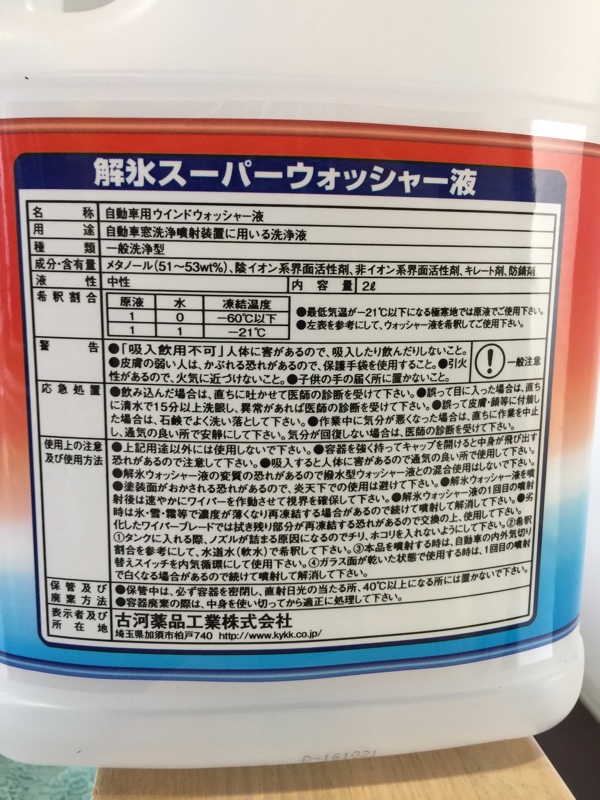 解氷スーパーウォッシャー液
名 称 自動車用ウインドウォッシャー液
用 途 自動車窓洗浄噴射装置に用いる洗浄液
種 類 一般洗浄型
成分・含有量 メタノール(51〜53wt%)、陰イオン系界面活性剤、非イオン系界面活性剤、キレート剤、防錆剤
液 性 中性 内 容 量 2ℓ
希釈割合 原液 水 凍結温度
1 0 −60℃以下
1 1 −21℃
●最低気温が−21℃以下になる極寒地では原液でご使用下さい。
●左表を参考にして、ウォッシャー液を希釈してご使用下さい。
警 告 ●「吸入飲用不可」人体に害があるので、吸入したり飲んだりしないこと。
●皮膚の弱い人は、かぶれる恐れがあるので、保護手袋を使用すること。●引火
性があるので、火気に近づけないこと。●子供の手の届く所に置かないこと。
一般注意
応急処置 ●飲み込んだ場合は、直ちに吐かせて医師の診断を受けて下さい。●誤って目に入った場合は、直ち
に清水で15分以上洗眼し、異常があれば医師の診断を受けて下さい。●誤って皮膚・顔等に付着し
た場合は、石鹸でよく洗い落として下さい。●作業中に気分が悪くなった場合は、直ちに作業を中止
し、通気の良い所で安静にして下さい。気分が回復しない場合は、医師の診断を受けて下さい。
使用上の注意
及び使用方法
●上記用途以外には使用しないで下さい。●容器を強く持ってキャップを開けると中身が飛び出す
恐れがあるので注意して下さい。●吸入すると人体に害があるので通気の良い所で使用して下さい。
●解氷ウォッシャー液の変質の恐れがあるので撥水型ウォッシャー液との混合使用はしないで下さい。
●塗装面がおかされる恐れがあるので、炎天下での使用は避けて下さい。●解氷ウォッシャー液を噴
射後は速やかにワイパーを作動させて視界を確保して下さい。●解氷ウォッシャー液の1回目の噴射
時は氷・雪・霜等で濃度が薄くなり再凍結する場合があるので続けて噴射して解消して下さい。●劣
化したワイパーブレードでは拭き残り部分が再凍結する恐れがあるので交換の上、使用して下さい。
①タンクに入れる際、ノズルが詰まる原因になるのでチリ、ホコリを入れないようにして下さい。②希釈
割合を参考にして、水道水(軟水)で希釈して下さい。③本品を噴射する時は、自動車の内外気切り
替えスイッチを内気循環にして使用下さい。④ガラス面が乾いた状態で使用する時は、1回目の噴射
で白くなる場合があるので続けて噴射して解消して下さい。
保管及び
廃棄方法
●保管中は、必ず容器を密閉し、直射日光の当たる所、40℃以上になる所には置かないで下さい。
●容器廃棄の際は、中身を使い切ってから適正に処理して下さい。
表示者及び
所在地
古河薬品工業株式会社
埼玉県加須市柏戸740 http://www.kykk.co.jp/